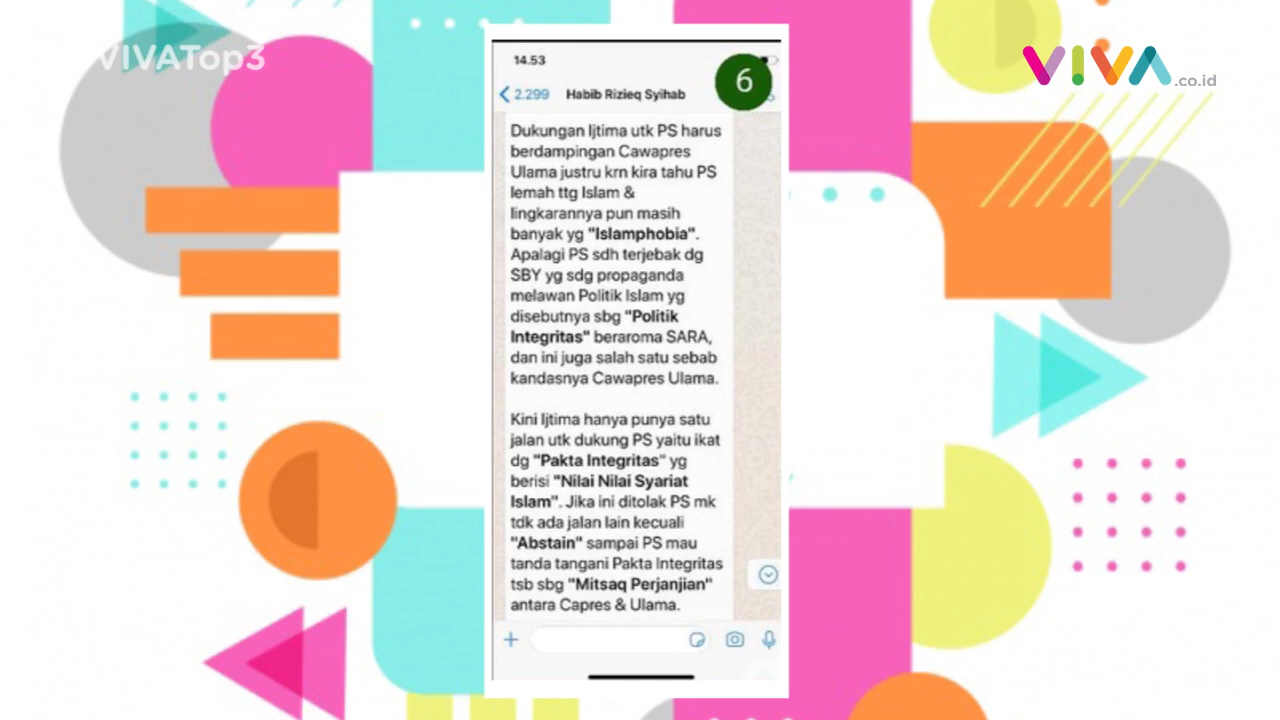 VIVATop3
VIVA.co.id
14.53
6
2.299
Habib Rizieq Syihab
Dukungan Ijtima utk PS harus
berdampingan Cawapres
Ulama justru krn kira tahu PS
lemah ttg Islam &
lingkarannya pun masih
banyak yg "Islamphobia".
Apalagi PS sdh terjebak dg
SBY yg sdg propaganda
melawan Politik Islam yg
disebutnya sbg "Politik
Integritas" beraroma SARA,
dan ini juga salah satu sebab
kandasnya Cawapres Ulama.
Kini Ijtima hanya punya satu
jalan utk dukung PS yaitu ikat
dg "Pakta Integritas" yg
berisi "Nilai Nilai Syariat
Islam". Jika ini ditolak PS mk
tdk ada jalan lain kecuali
"Abstain" sampai PS mau
tanda tangani Pakta Integritas
tsb sbg "Mitsaq Perjanjian"
antara Capres & Ulama.